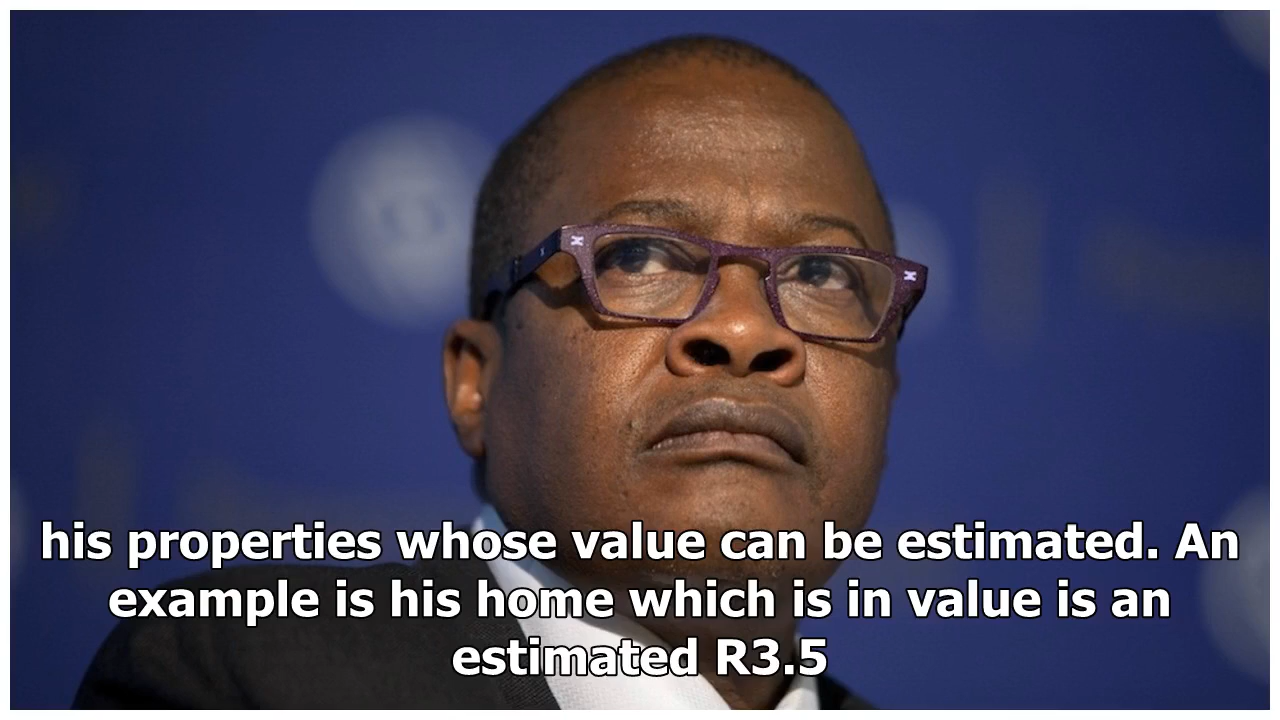 his properties whose value can be estimated. An
example is his home which is in value is an
estimated R3.5